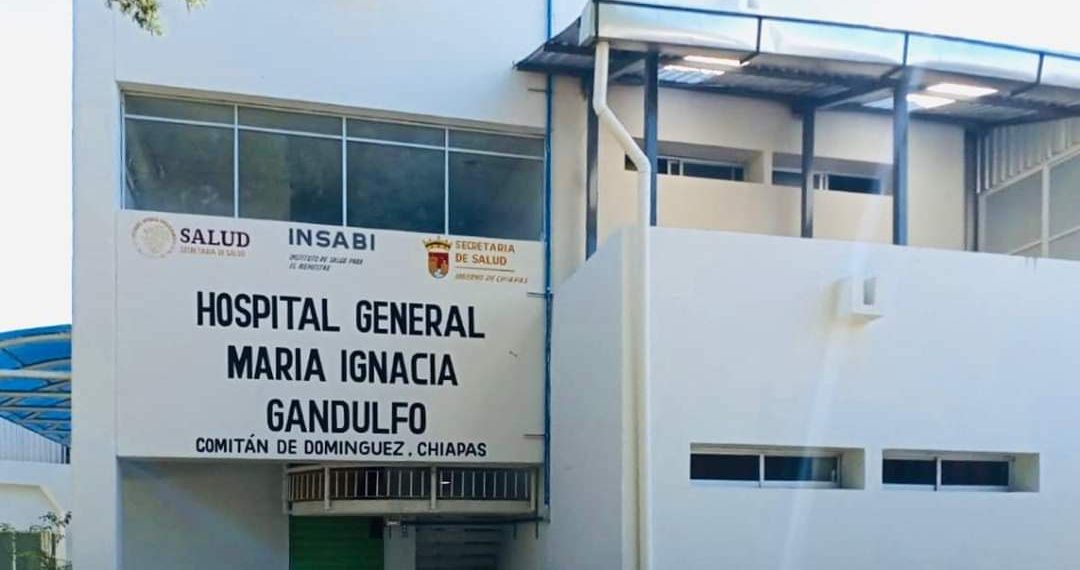 SALUD
SECRETARÍA DE SALUD
INSABI
INSTITUTO DE SALUD PARA
EL BIENESTAR
SECRETARIA
DE SALUD
GOBIERNO DE CHIAPAS
HOSPITAL GENERAL
MARIA IGNACIA
GANDULFO
COMITÁN DE DOMINGUEZ, CHIAPAS